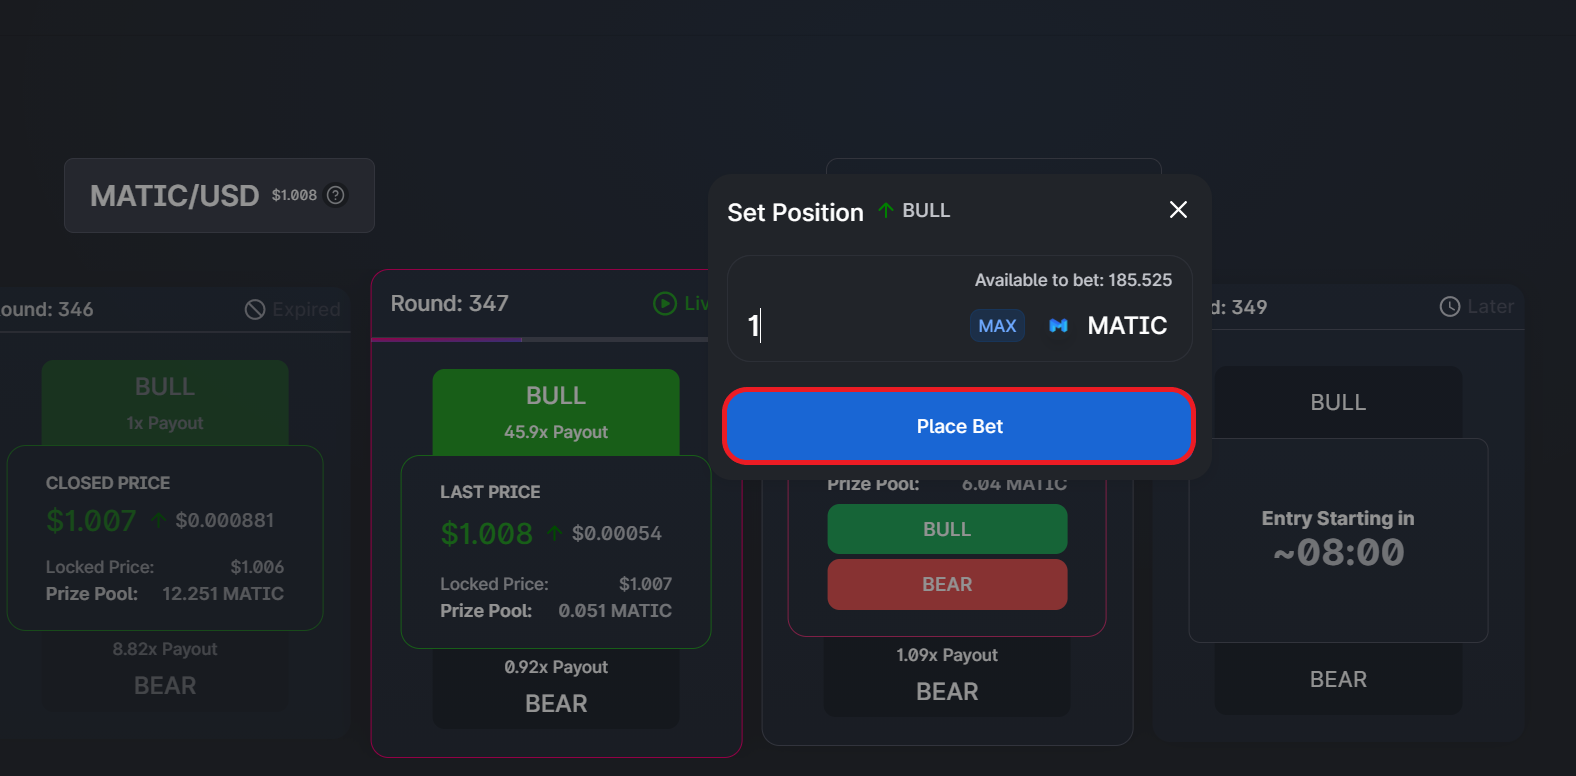 MATIC/USD $1.008 ?
Set Position ↑ BULL
Available to bet: 185.525
1 MAX MATIC
Place Bet
ound: 346 Expired
BULL
1x Payout
CLOSED PRICE
$1.007 ↑ $0.000881
Locked Price: $1.006
Prize Pool: 12.251 MATIC
8.82x Payout
BEAR
Round: 347 Liv
BULL
45.9x Payout
LAST PRICE
$1.008 ↑ $0.00054
Locked Price: $1.007
Prize Pool: 0.051 MATIC
0.92x Payout
BEAR
Prize Pool: 6.04 MATIC
BULL
BEAR
1.09x Payout
BEAR
d: 349 Later
BULL
Entry Starting in
~08:00
BEAR